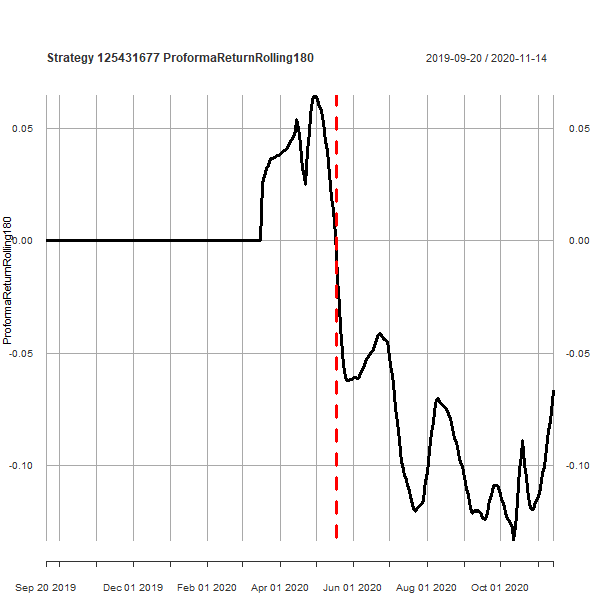 Strategy 125431677 ProformaReturnRolling180
2019-09-20 / 2020-11-14
ProformaReturnRolling180
0.05
0.00
-0.05
-0.10
0.05
0.00
-0.05
-0.10
Sep 20 2019
Dec 01 2019
Feb 01 2020
Apr 01 2020
Jun 01 2020
Aug 01 2020
Oct 01 2020